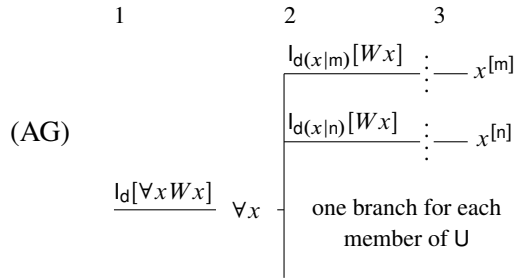 1 2 3
I_d(x|m)[Wx] ⋮ x^[m]
(AG)
I_d(x|n)[Wx] ⋮ x^[n]
I_d[∀xWx] ∀x
one branch for each
member of U